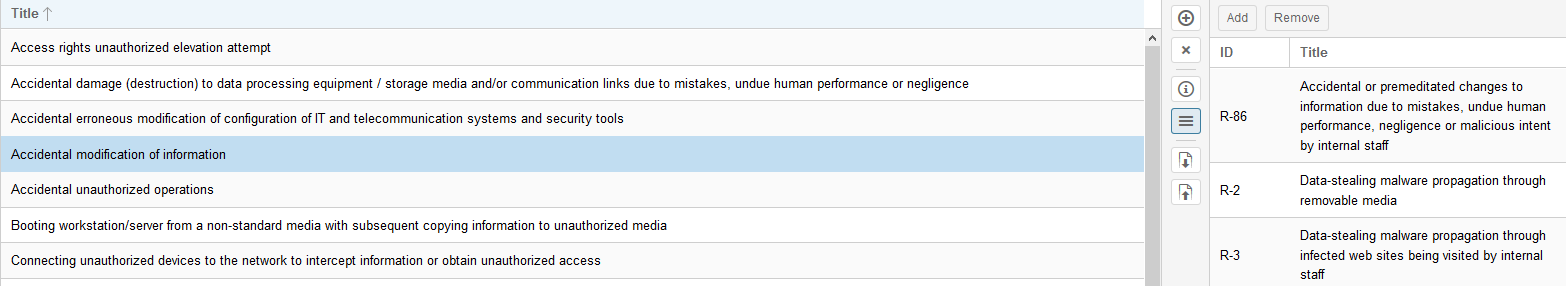 Title
Access rights unauthorized elevation attempt
Accidental damage (destruction) to data processing equipment / storage media and/or communication links due to mistakes, undue human performance or negligence
Accidental erroneous modification of configuration of IT and telecommunication systems and security tools
Accidental modification of information
Accidental unauthorized operations
Booting workstation/server from a non-standard media with subsequent copying information to unauthorized media
Connecting unauthorized devices to the network to intercept information or obtain unauthorized access
Add Remove
ID Title
Accidental or premeditated changes to
information due to mistakes, undue human
R-86
performance, negligence or malicious intent
by internal staff
Data-stealing malware propagation through
R-2
removable media
Data-stealing malware propagation through
R-3 infected web sites being visited by internal
staff